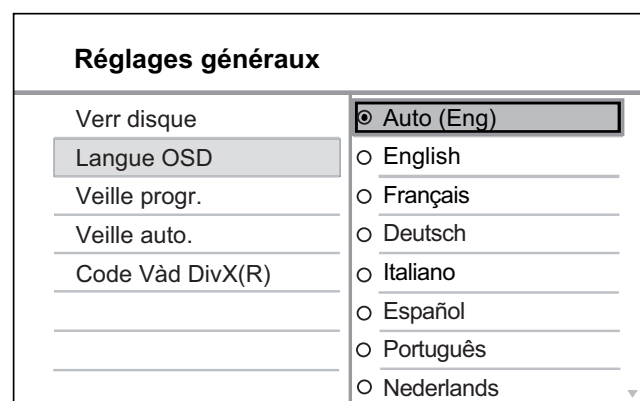 Réglages généraux
Verr disque
Langue OSD
Veille progr.
Veille auto.
Code Vàd DivX(R)
Auto (Eng)
English
Français
Deutsch
Italiano
Español
Português
Nederlands